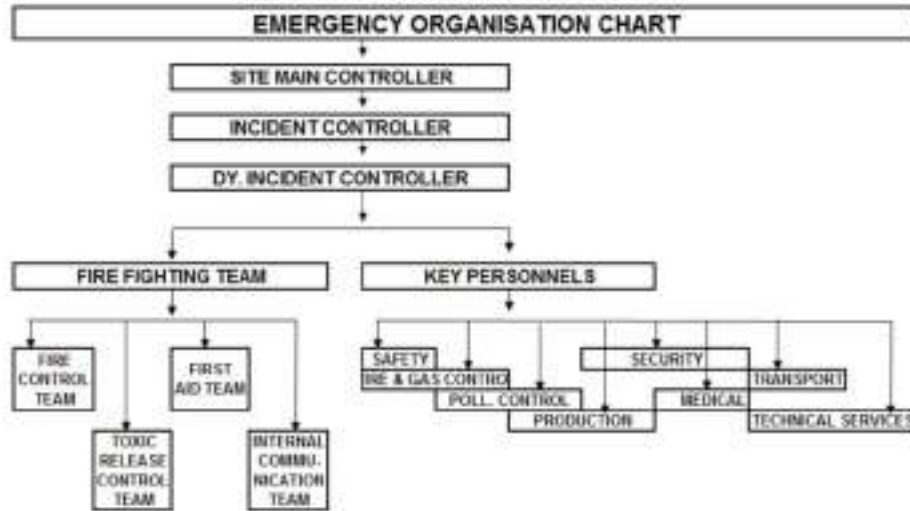 EMERGENCY ORGANISATION CHART
SITE MAIN CONTROLLER
INCIDENT CONTROLLER
DY. INCIDENT CONTROLLER
FIRE FIGHTING TEAM
KEY PERSONNELS
FIRE
CONTROL
TEAM
TOXIC
RELEASE
CONTROL
TEAM
FIRST
AID TEAM
INTERNAL
COMMU-
NICATION
TEAM
SAFETY
IRE & GAS CONTRO
POLL. CONTROL
PRODUCTION
SECURITY
MEDICAL
TRANSPORT
TECHNICAL SERVICES